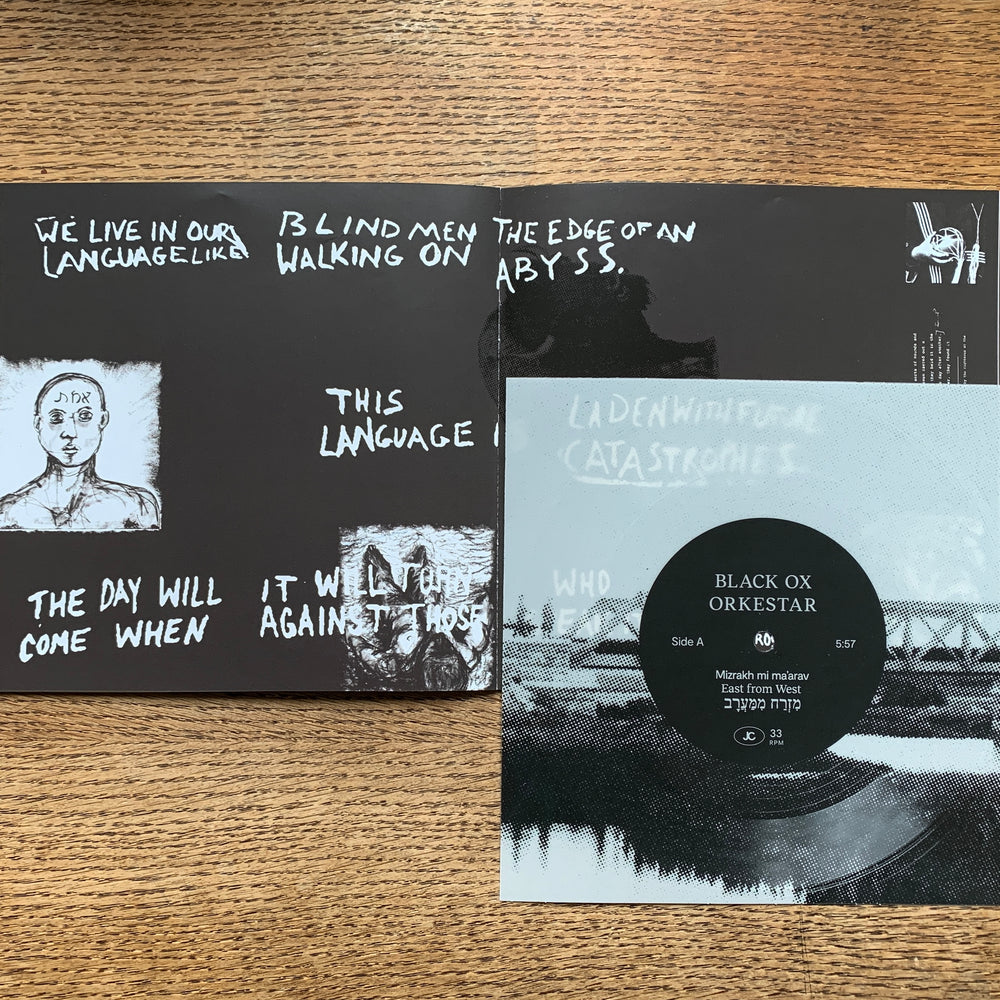 WE LIVE IN OUR
LANGUAGE LIKE
BLIND MEN
WALKING ON
THE EDGE OF AN
ABYSS.
אמת
THIS
LANGUAGE
LADEN WITH FUTURE
CATASTROPHES.
THE DAY WILL
COME WHEN
IT WILL TURN
AGAINST THOSE
WHO
BLACK OX
ORKESTAR
Side A
5:57
Mizrakh mi ma'arav
East from West
מִזְרַח מִמַּעֲרָב
JC
33
RPM